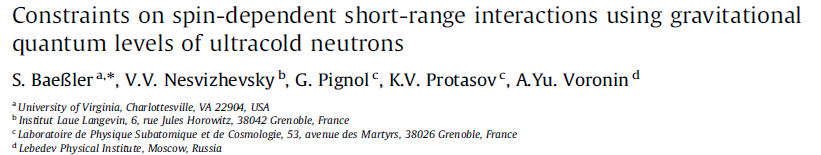 Constraints on spin-dependent short-range interactions using gravitational
quantum levels of ultracold neutrons
S. Baeßler a,*, V.V. Nesvizhevsky b, G. Pignol c, K.V. Protasov c, A.Yu. Voronin d
a University of Virginia, Charlottesville, VA 22904, USA
b Institut Laue Langevin, 6, rue Jules Horowitz, 38042 Grenoble, France
c Laboratoire de Physique Subatomique et de Cosmologie, 53, avenue des Martyrs, 38026 Grenoble, France
d Lebedev Physical Institute, Moscow, Russia